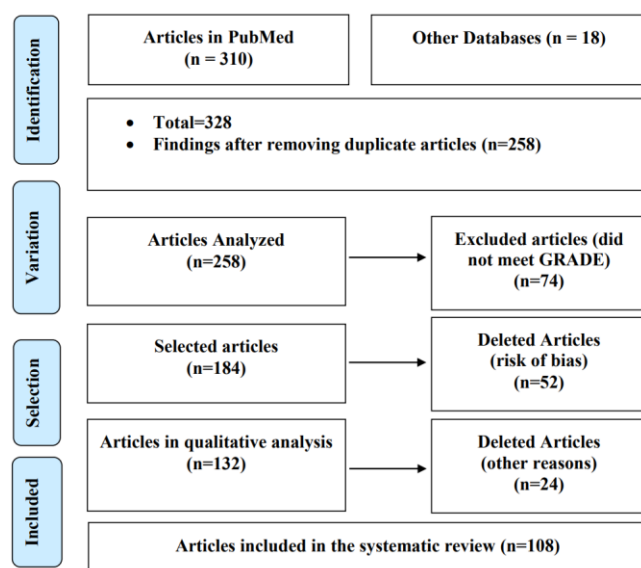 Identification
Articles in PubMed
(n = 310)
Other Databases (n = 18)
• Total=328
• Findings after removing duplicate articles (n=258)
Variation
Articles Analyzed
(n=258)
Excluded articles (did
not meet GRADE)
(n=74)
Selection
Selected articles
(n=184)
Deleted Articles
(risk of bias)
(n=52)
Articles in qualitative analysis
(n=132)
Deleted Articles
(other reasons)
(n=24)
Included
Articles included in the systematic review (n=108)